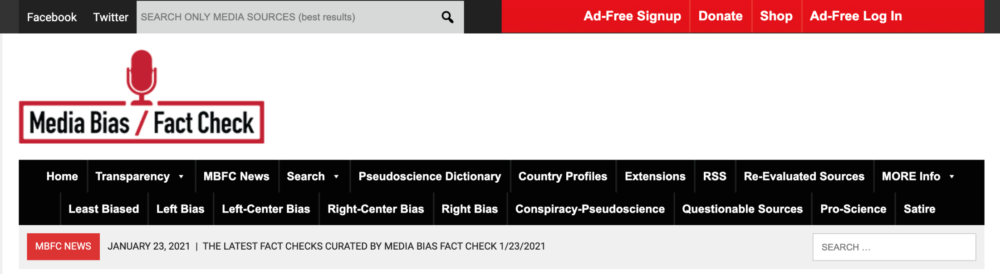 Facebook Twitter SEARCH ONLY MEDIA SOURCES (best results) Ad-Free Signup Donate Shop Ad-Free Log In
Media Bias / Fact Check
Home Transparency MBFC News Search Pseudoscience Dictionary Country Profiles Extensions RSS Re-Evaluated Sources MORE Info
Least Biased Left Bias Left-Center Bias Right-Center Bias Right Bias Conspiracy-Pseudoscience Questionable Sources Pro-Science Satire
MBFC NEWS JANUARY 23, 2021 | THE LATEST FACT CHECKS CURATED BY MEDIA BIAS FACT CHECK 1/23/2021 SEARCH …